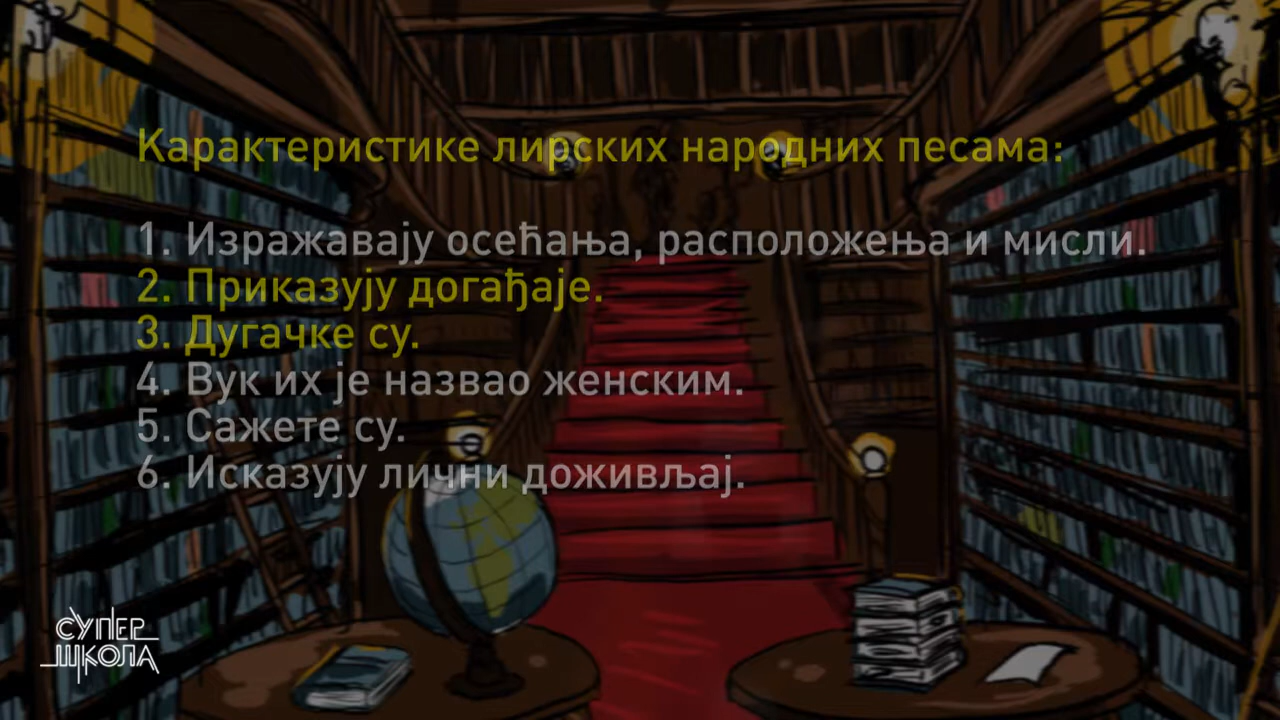 Карактеристике лирских народних песама:
1. Изражавају осећања, расположења и мисли.
2. Приказују догађаје.
3. Дугачке су.
4. Вук их је назвао женским.
5. Сажете су.
6. Исказују лични доживљај.
СУПЕР
ШКОЛА